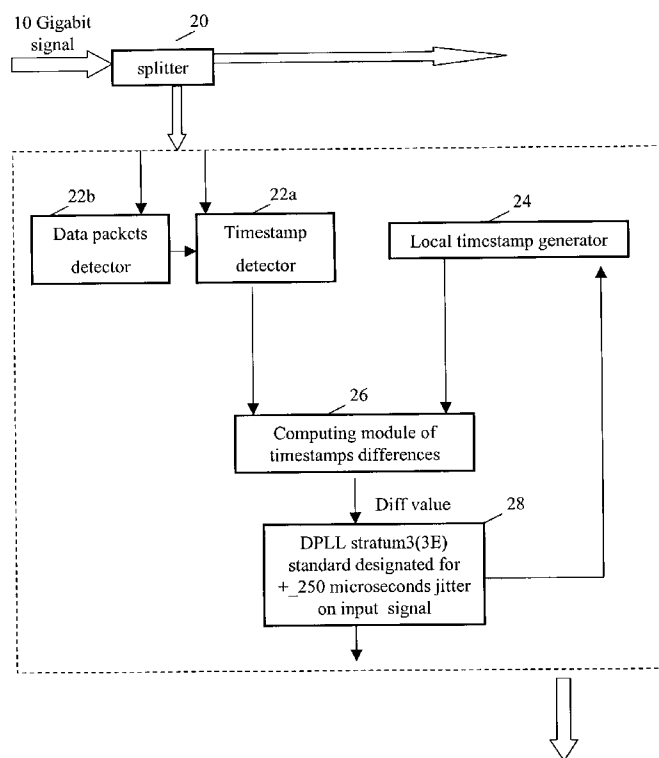 10 Gigabit
signal
20
splitter
22b
22a
24
Data packets
detector
Timestamp
detector
Local timestamp generator
26
Computing module of
timestamps differences
Diff value
28
DPLL stratum3(3E)
standard designated for
+_250 microseconds jitter
on input signal